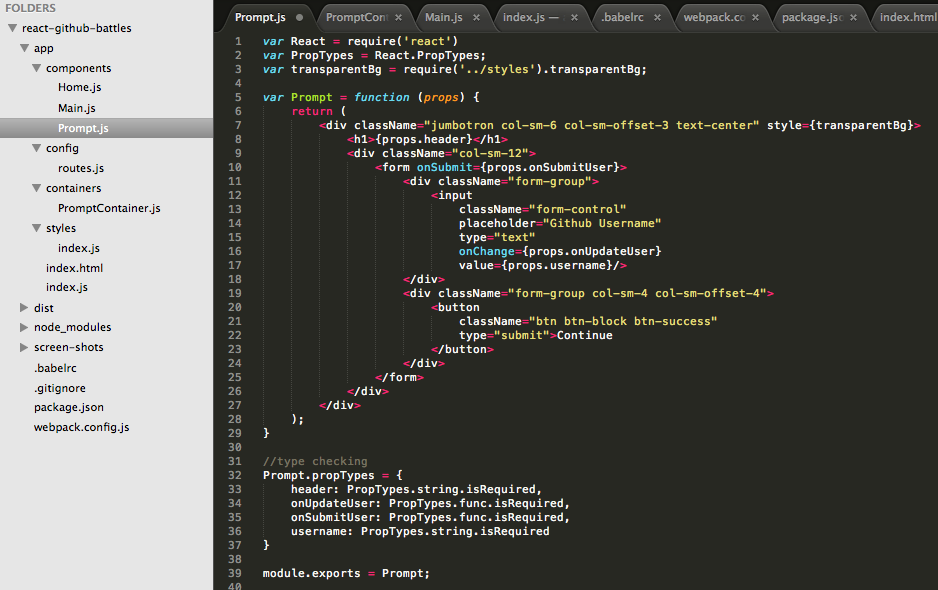 FOLDERS
react-github-battles
app
components
Home.js
Main.js
Prompt.js
config
routes.js
containers
PromptContainer.js
styles
index.js
index.html
index.js
dist
node_modules
screen-shots
.babelrc
.gitignore
package.json
webpack.config.js
Prompt.js PromptCont Main.js index.js — .babelrc webpack.co package.js index.html
1 var React = require('react')
2 var PropTypes = React.PropTypes;
3 var transparentBg = require('../styles').transparentBg;
4
5 var Prompt = function (props) {
6 return (
7 <div className="jumbotron col-sm-6 col-sm-offset-3 text-center" style={transparentBg}>
8 <h1>{props.header}</h1>
9 <div className="col-sm-12">
10 <form onSubmit={props.onSubmitUser}>
11 <div className="form-group">
12 <input
13 className="form-control"
14 placeholder="Github Username"
15 type="text"
16 onChange={props.onUpdateUser}
17 value={props.username}/>
18 </div>
19 <div className="form-group col-sm-4 col-sm-offset-4">
20 <button
21 className="btn btn-block btn-success"
22 type="submit">Continue
23 </button>
24 </div>
25 </form>
26 </div>
27 </div>
28 );
29 }
30
31 //type checking
32 Prompt.propTypes = {
33 header: PropTypes.string.isRequired,
34 onUpdateUser: PropTypes.func.isRequired,
35 onSubmitUser: PropTypes.func.isRequired,
36 username: PropTypes.string.isRequired
37 }
38
39 module.exports = Prompt;
40